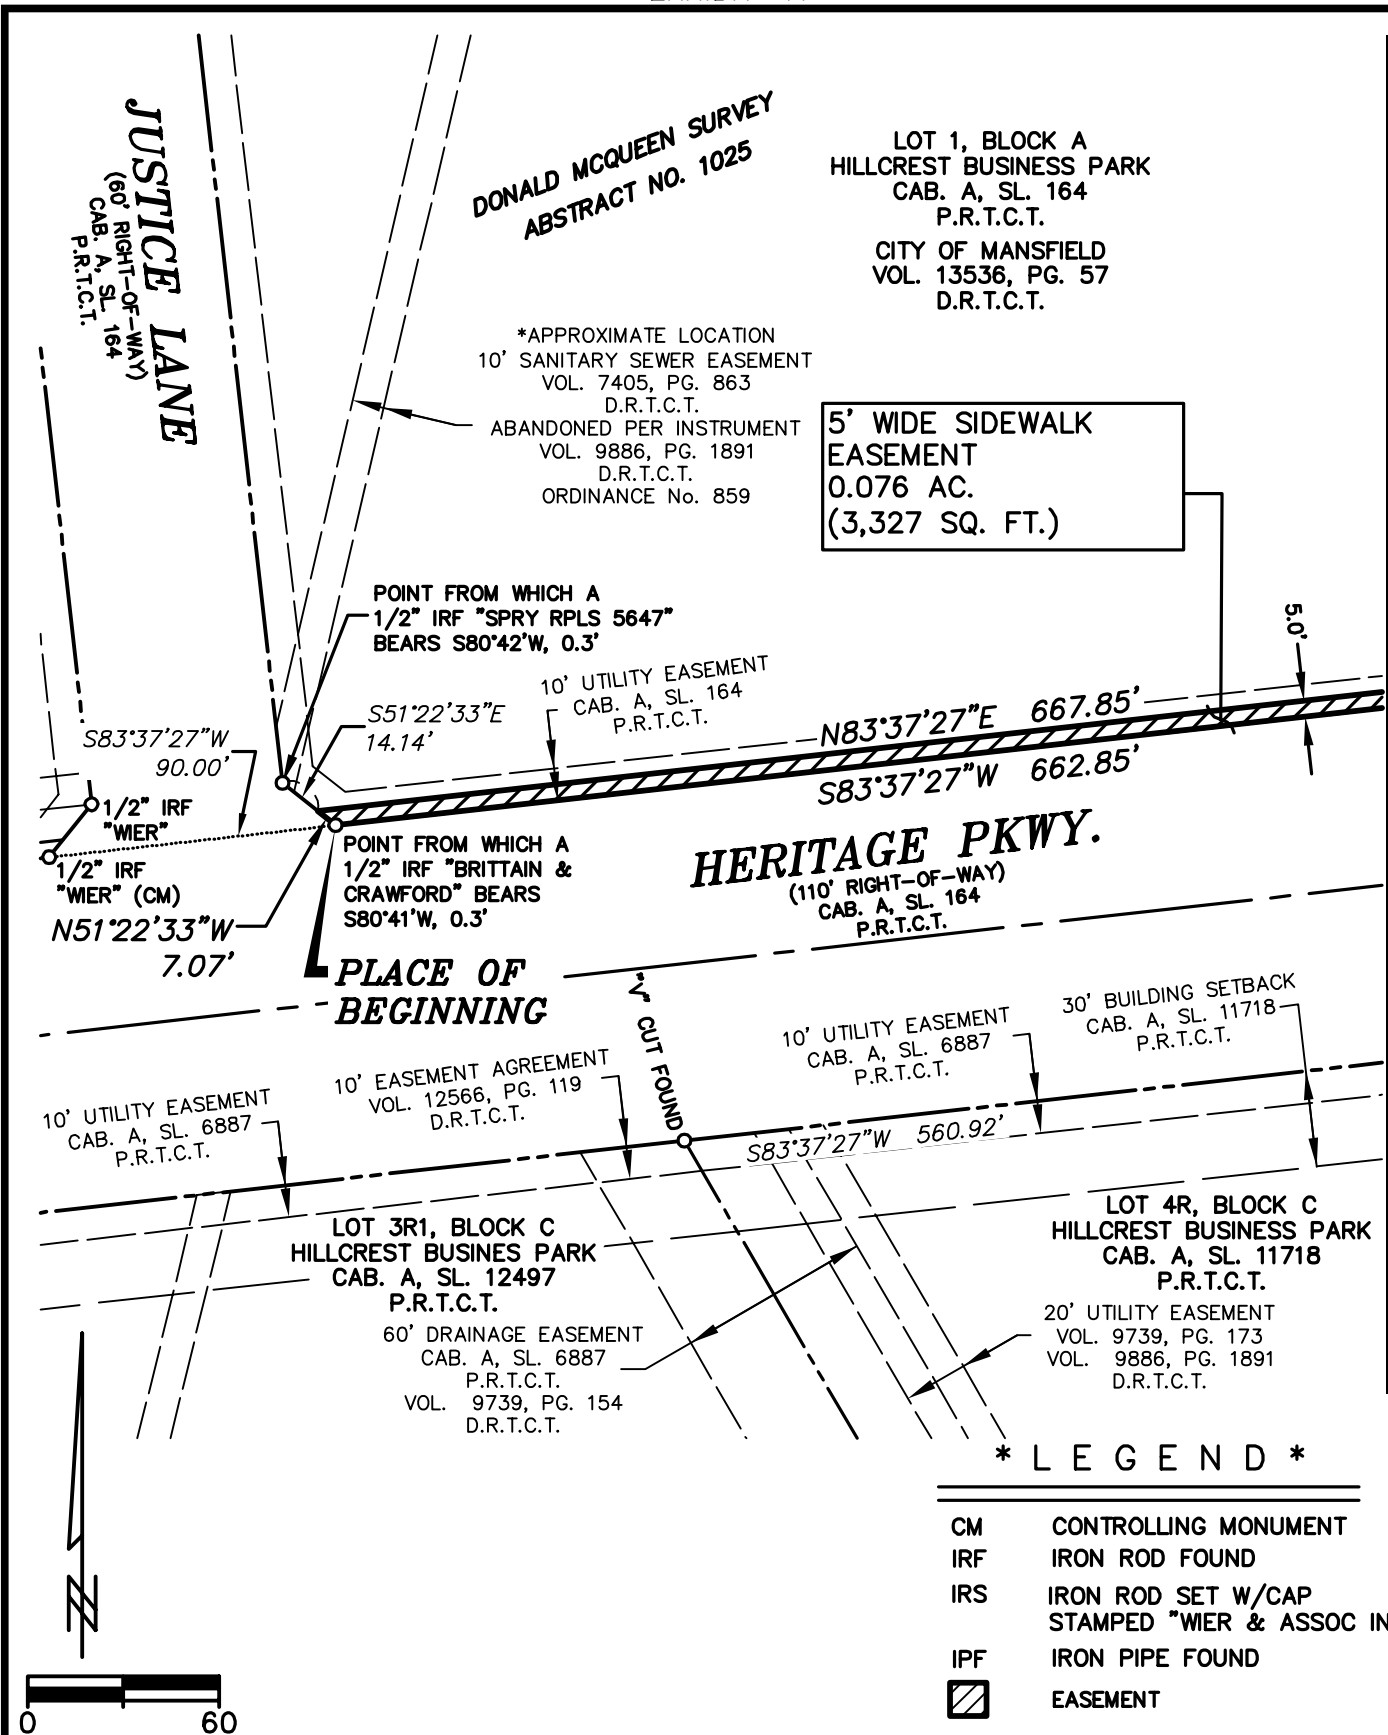 JUSTICE LANE
(60' RIGHT-OF-WAY)
CAB. A, SL. 164
P.R.T.C.T.
DONALD MCQUEEN SURVEY
ABSTRACT NO. 1025
LOT 1, BLOCK A
HILLCREST BUSINESS PARK
CAB. A, SL. 164
P.R.T.C.T.
CITY OF MANSFIELD
VOL. 13536, PG. 57
D.R.T.C.T.
*APPROXIMATE LOCATION
10' SANITARY SEWER EASEMENT
VOL. 7405, PG. 863
D.R.T.C.T.
ABANDONED PER INSTRUMENT
VOL. 9886, PG. 1891
D.R.T.C.T.
ORDINANCE No. 859
5' WIDE SIDEWALK
EASEMENT
0.076 AC.
(3,327 SQ. FT.)
POINT FROM WHICH A
1/2" IRF "SPRY RPLS 5647"
BEARS S80°42'W, 0.3'
5.0'
10' UTILITY EASEMENT
CAB. A, SL. 164
P.R.T.C.T.
S51°22'33"E
14.14'
N83°37'27"E 667.85'
S83°37'27"W 662.85'
S83°37'27"W
90.00'
1/2" IRF
"WIER"
1/2" IRF
"WIER" (CM)
N51°22'33"W
7.07'
POINT FROM WHICH A
1/2" IRF "BRITTAIN &
CRAWFORD" BEARS
S80°41'W, 0.3'
HERITAGE PKWY.
(110' RIGHT-OF-WAY)
CAB. A, SL. 164
P.R.T.C.T.
PLACE OF
BEGINNING
"V" CUT FOUND
10' UTILITY EASEMENT
CAB. A, SL. 6887
P.R.T.C.T.
30' BUILDING SETBACK
CAB. A, SL. 11718
P.R.T.C.T.
10' EASEMENT AGREEMENT
VOL. 12566, PG. 119
D.R.T.C.T.
10' UTILITY EASEMENT
CAB. A, SL. 6887
P.R.T.C.T.
S83°37'27"W 560.92'
LOT 3R1, BLOCK C
HILLCREST BUSINES PARK
CAB. A, SL. 12497
P.R.T.C.T.
LOT 4R, BLOCK C
HILLCREST BUSINESS PARK
CAB. A, SL. 11718
P.R.T.C.T.
60' DRAINAGE EASEMENT
CAB. A, SL. 6887
P.R.T.C.T.
VOL. 9739, PG. 154
D.R.T.C.T.
20' UTILITY EASEMENT
VOL. 9739, PG. 173
VOL. 9886, PG. 1891
D.R.T.C.T.
* L E G E N D *
CM CONTROLLING MONUMENT
IRF IRON ROD FOUND
IRS IRON ROD SET W/CAP
STAMPED "WIER & ASSOC IN
IPF IRON PIPE FOUND
EASEMENT
N
0 60